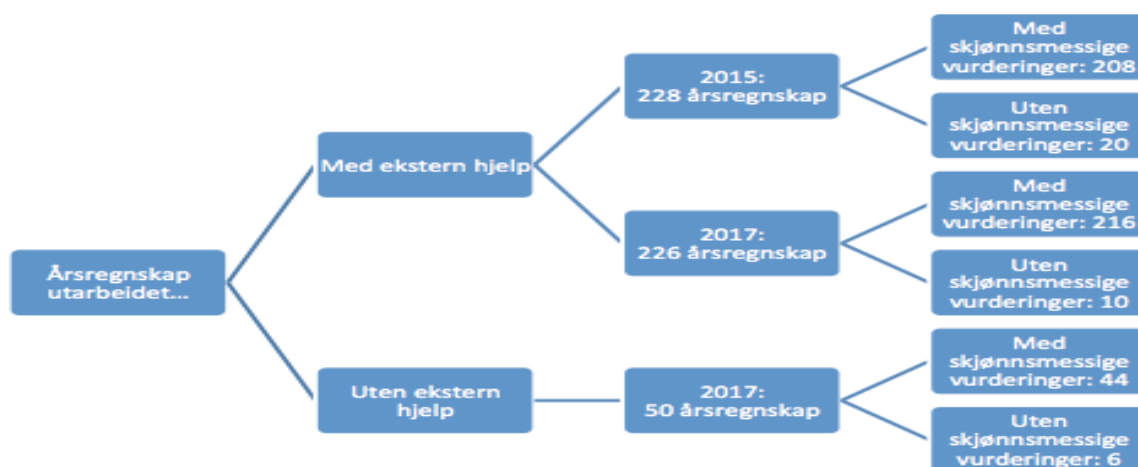 Årsregnskap
utarbeidet...
Med ekstern hjelp
2015:
228 årsregnskap
Med
skjønnsmessige
vurderinger: 208
Uten
skjønnsmessige
vurderinger: 20
2017:
226 årsregnskap
Med
skjønnsmessige
vurderinger: 216
Uten
skjønnsmessige
vurderinger: 10
Uten ekstern
hjelp
2017:
50 årsregnskap
Med
skjønnsmessige
vurderinger: 44
Uten
skjønnsmessige
vurderinger: 6